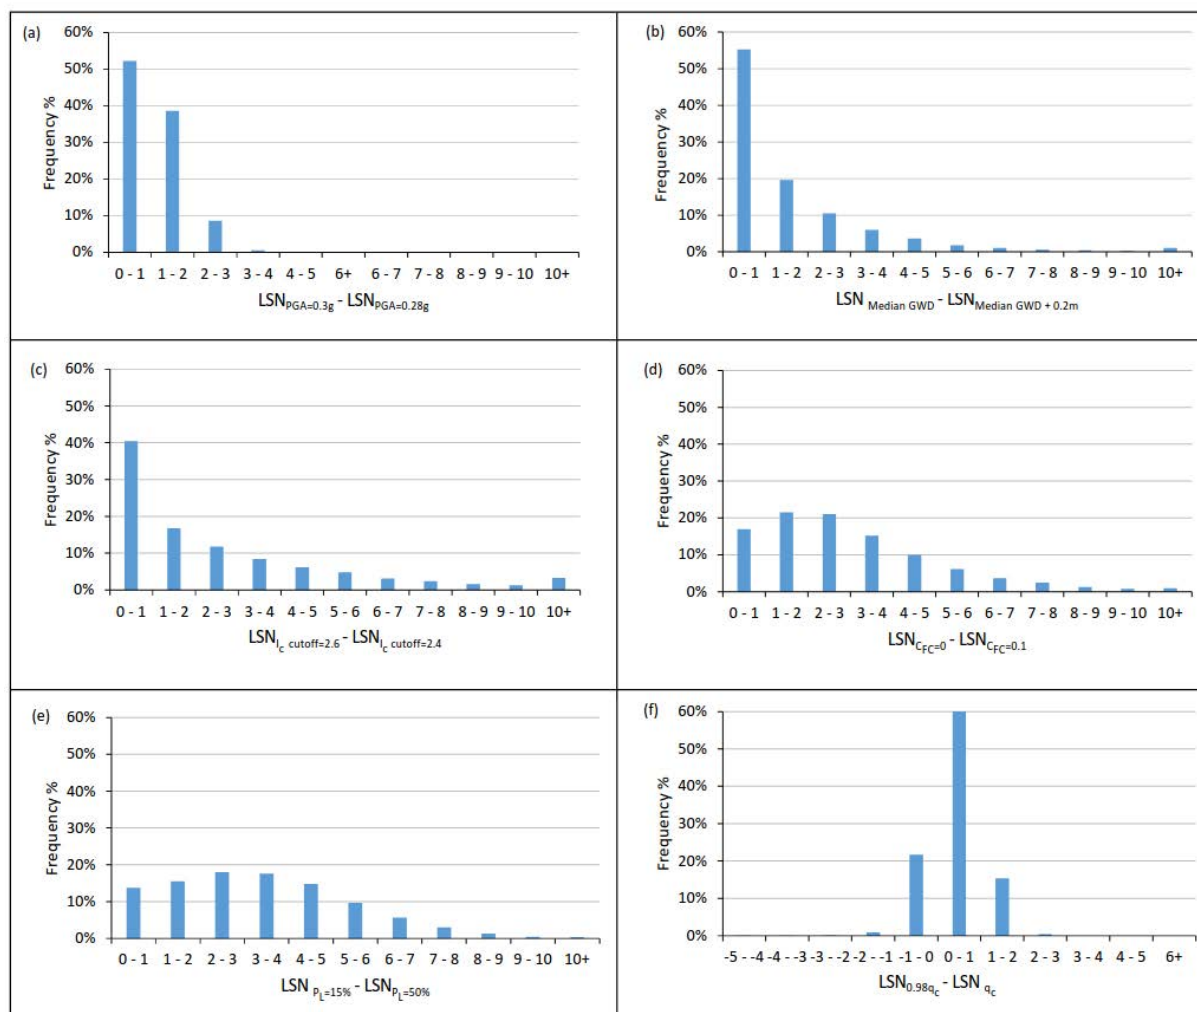 (a)
Frequency %
60%
50%
40%
30%
20%
10%
0%
0 - 1 1 - 2 2 - 3 3 - 4 4 - 5 6+ 6 - 7 7 - 8 8 - 9 9 - 10 10+
LSN PGA=0.3g - LSN PGA=0.28g
(b)
Frequency %
60%
50%
40%
30%
20%
10%
0%
0 - 1 1 - 2 2 - 3 3 - 4 4 - 5 5 - 6 6 - 7 7 - 8 8 - 9 9 - 10 10+
LSN Median GWD - LSN Median GWD + 0.2m
(c)
Frequency %
60%
50%
40%
30%
20%
10%
0%
0 - 1 1 - 2 2 - 3 3 - 4 4 - 5 5 - 6 6 - 7 7 - 8 8 - 9 9 - 10 10+
LSN Ic cutoff=2.6 - LSN Ic cutoff=2.4
(d)
Frequency %
60%
50%
40%
30%
20%
10%
0%
0 - 1 1 - 2 2 - 3 3 - 4 4 - 5 5 - 6 6 - 7 7 - 8 8 - 9 9 - 10 10+
LSN CFC=0 - LSN CFC=0.1
(e)
Frequency %
60%
50%
40%
30%
20%
10%
0%
0 - 1 1 - 2 2 - 3 3 - 4 4 - 5 5 - 6 6 - 7 7 - 8 8 - 9 9 - 10 10+
LSN PL=15% - LSN PL=50%
(f)
Frequency %
60%
50%
40%
30%
20%
10%
0%
-5 - -4 -4 - -3 -3 - -2 -2 - -1 -1 - 0 0 - 1 1 - 2 2 - 3 3 - 4 4 - 5 6+
LSN 0.98qc - LSN qc